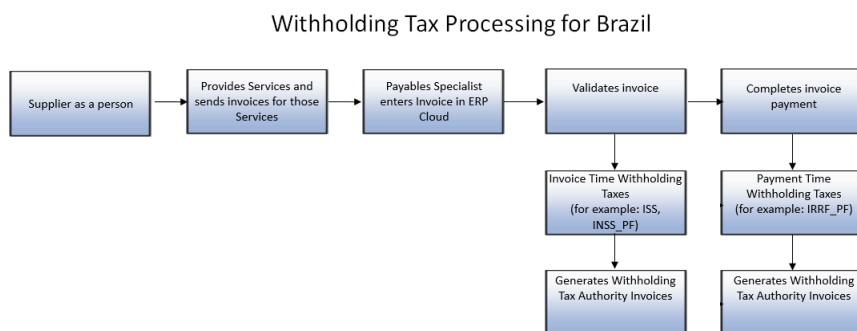 Withholding Tax Processing for Brazil
Supplier as a person
Provides Services and
sends invoices for those
Services
Payables Specialist
enters Invoice in ERP
Cloud
Validates invoice
Completes invoice
payment
Invoice Time Withholding
Taxes
(for example: ISS,
INSS_PF)
Payment Time
Withholding Taxes
(for example: IRRF_PF)
Generates Withholding
Tax Authority Invoices
Generates Withholding
Tax Authority Invoices